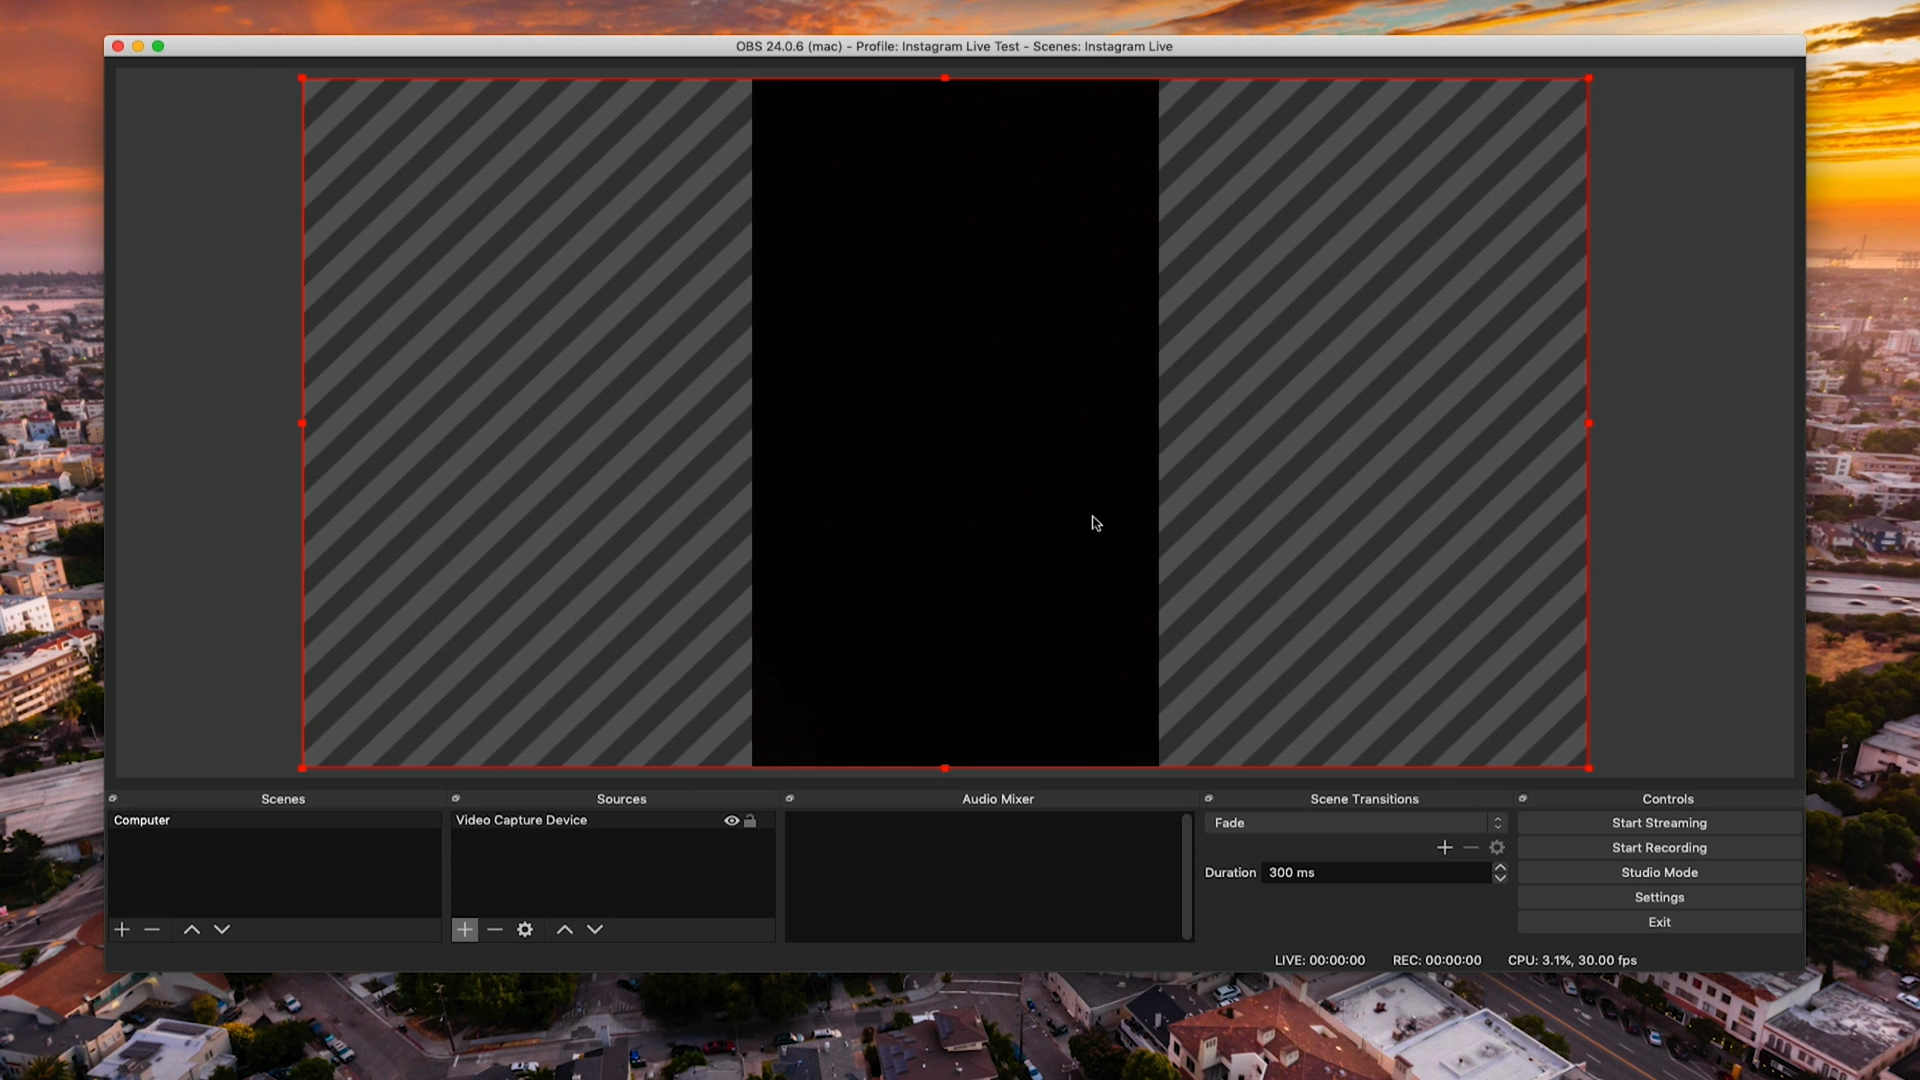 OBS 24.0.6 (mac) - Profile: Instagram Live Test - Scenes: Instagram Live
Scenes
Sources
Audio Mixer
Scene Transitions
Controls
Computer
Video Capture Device
Fade
Duration
300 ms
Start Streaming
Start Recording
Studio Mode
Settings
Exit
LIVE: 00:00:00
REC: 00:00:00
CPU: 3.1%, 30.00 fps